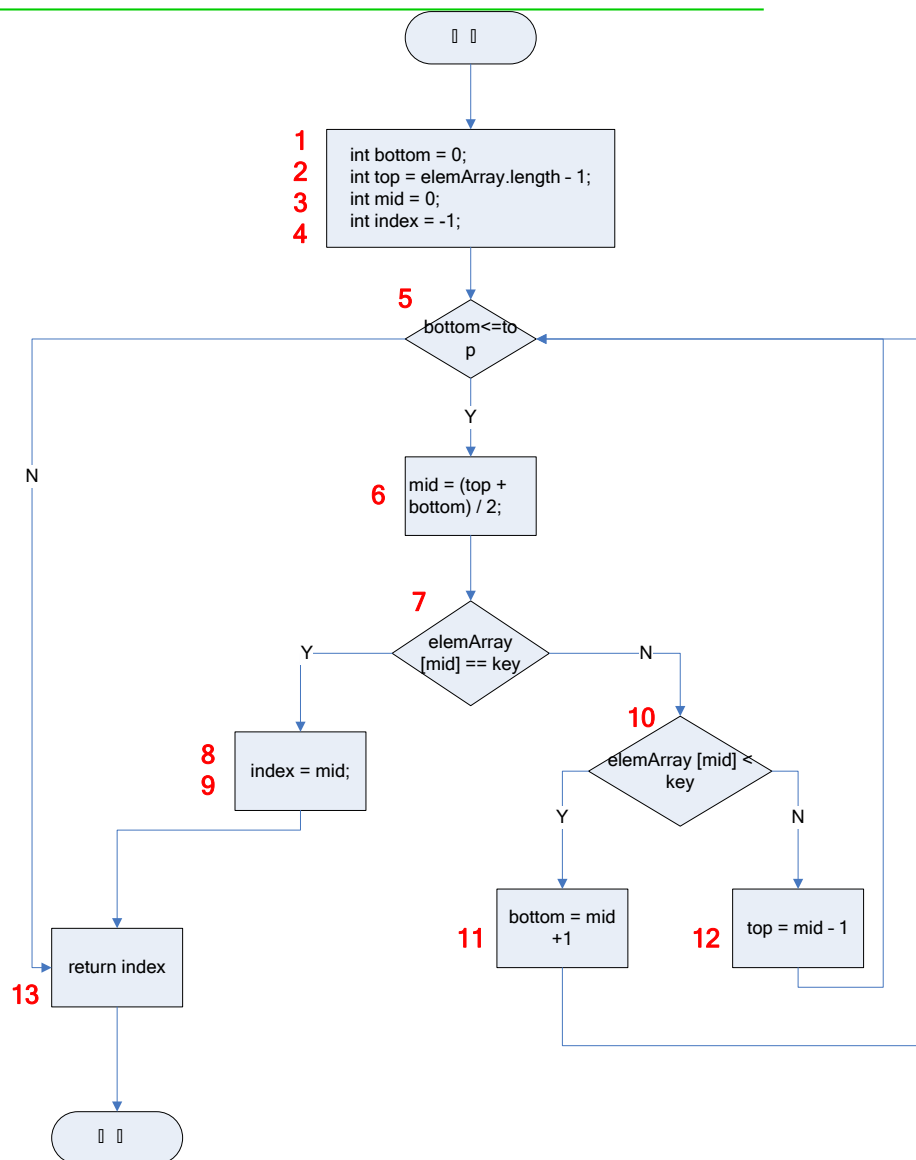 1
int bottom = 0;
2
int top = elemArray.length - 1;
3
int mid = 0;
4
int index = -1;
5
bottom<=to
p
Y
N
6
mid = (top +
bottom) / 2;
7
elemArray
[mid] == key
Y
N
8
9
index = mid;
10
elemArray [mid] <
key
Y
N
11
bottom = mid
+1
12
top = mid - 1
13
return index